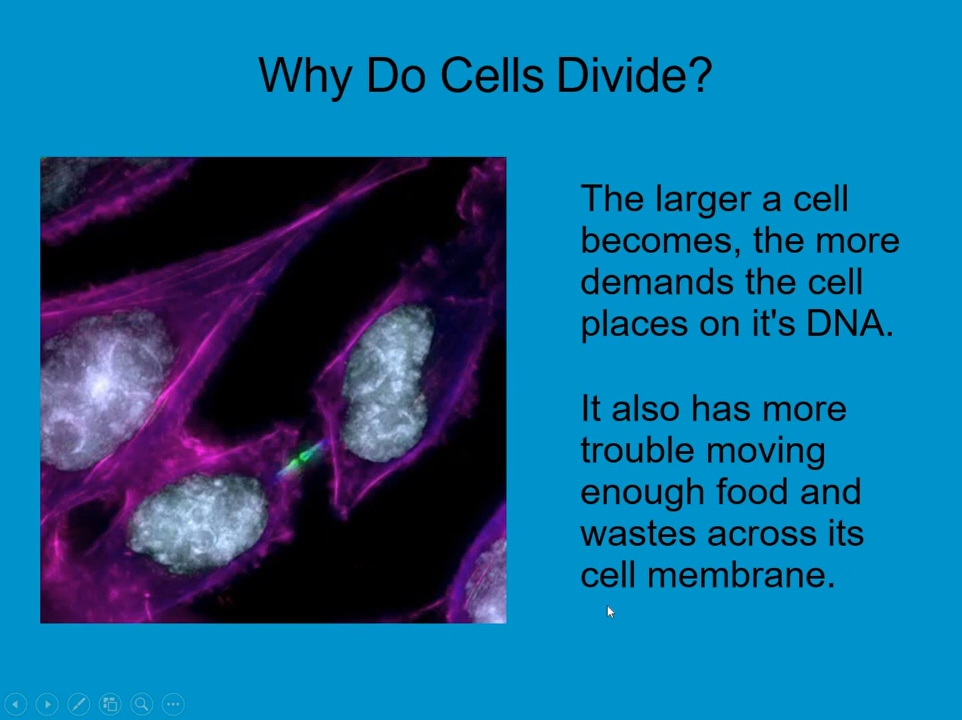 Why Do Cells Divide?
The larger a cell
becomes, the more
demands the cell
places on it's DNA.
It also has more
trouble moving
enough food and
wastes across its
cell membrane.